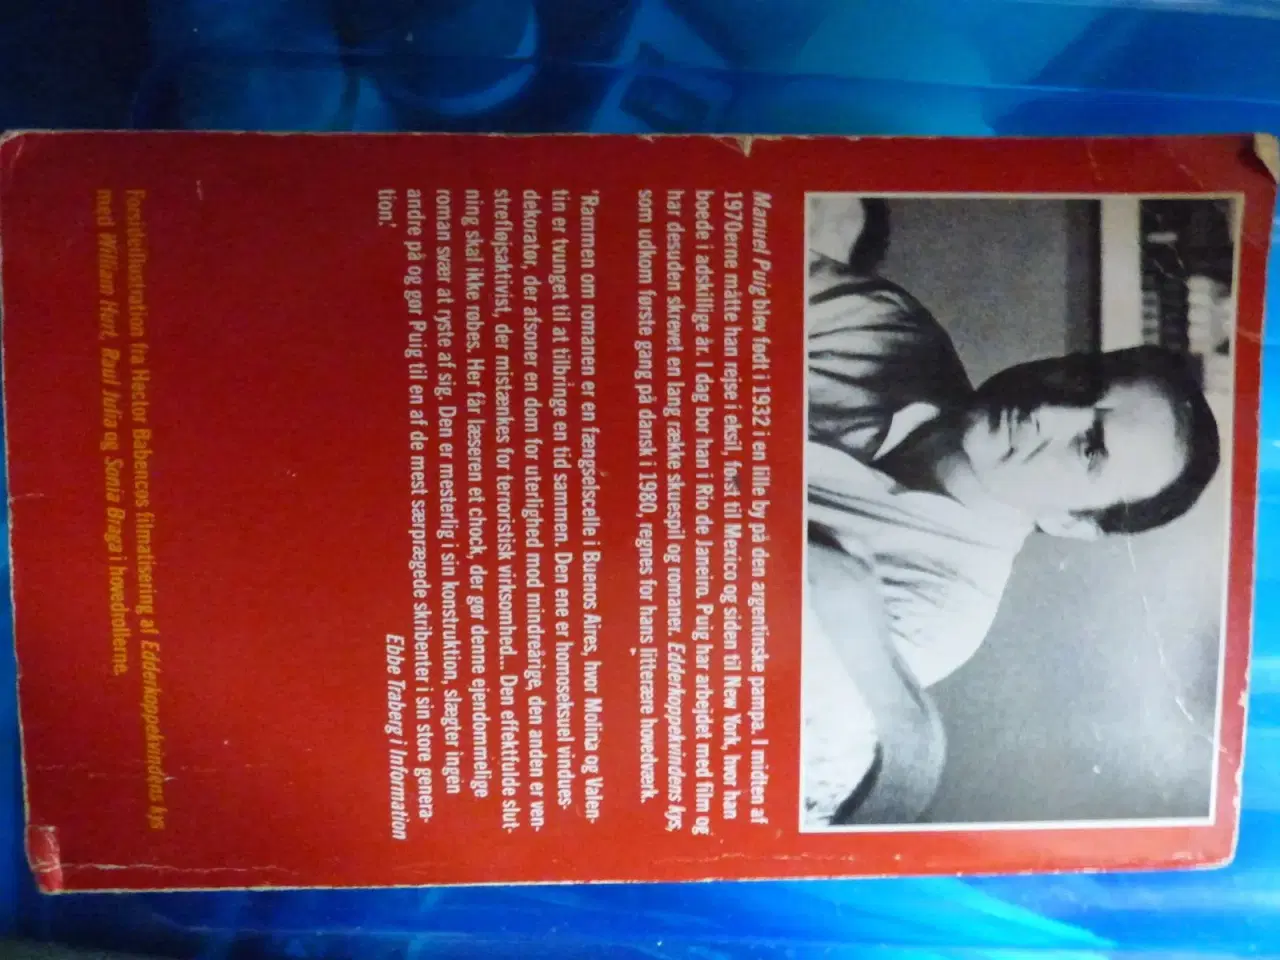 Manuel Puig blev født i 1932 i en lille by på den argentinske pampa. I midten af
1970erne måtte han rejse i eksil, først til Mexico og siden til New York, hvor han
boede i adskillige år. I dag bor han i Rio de Janeiro. Puig har arbejdet med film og
har desuden skrevet en lang række skuespil og romaner. Edderkoppekvindens kys,
som udkom første gang på dansk i 1980, regnes for hans litterære hovedværk.
'Rammen om romanen er en fængselscelle i Buenos Aires, hvor Molina og Valen-
tin er tvunget til at tilbringe en tid sammen. Den ene er homoseksuel vindues-
dekoratør, der afsoner en dom for uterlighed mod mindreårige, den anden er ven-
strefløjsaktivist, der mistænkes for terroristisk virksomhed... Den effektfulde slut-
ning skal ikke røbes. Her får læseren et chock, der gør denne ejendommelige
roman svær at ryste af sig. Den er mesterlig i sin konstruktion, slægter ingen
andre på og gør Puig til en af de mest særprægede skribenter i sin store genera-
tion.'
Ebbe Traberg i Information
Forsideillustration fra Hector Babencos filmatisering af Edderkoppekvindens kys
med William Hurt, Raul Julia og Sonia Braga i hovedrollerne.